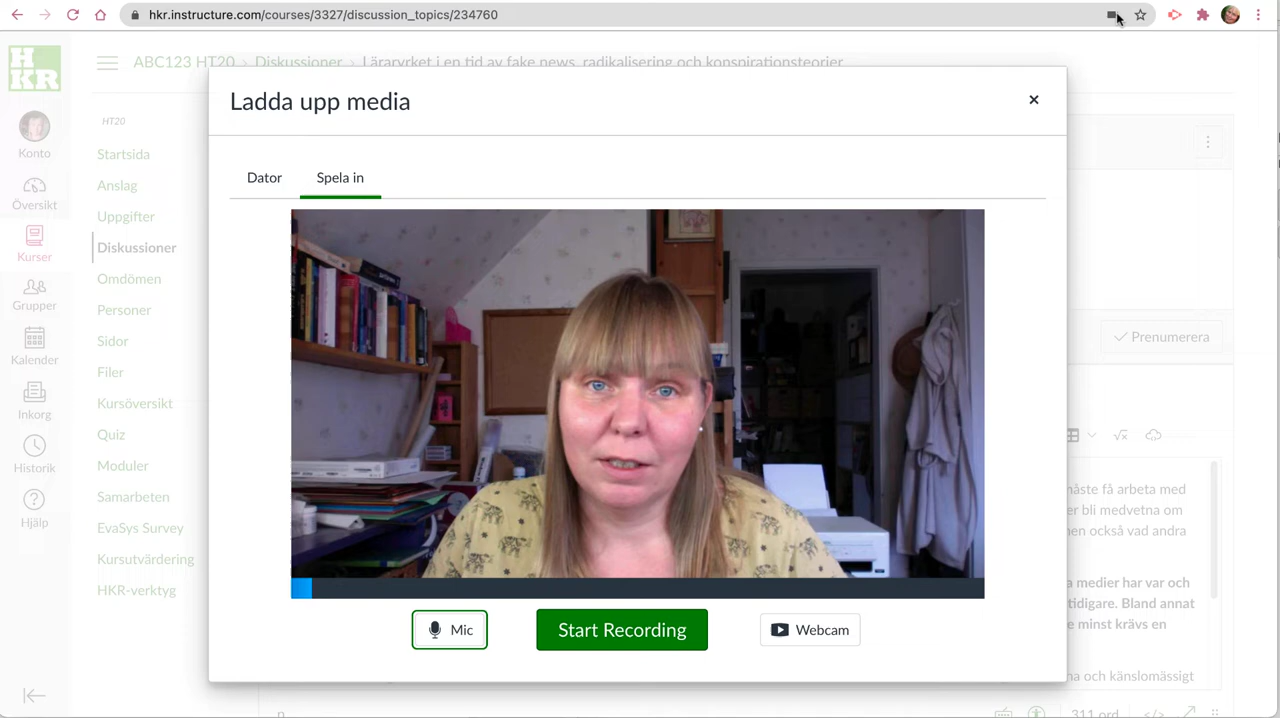 hkr.instructure.com/courses/3327/discussion_topics/234760
HKR
ABC123 HT20 › Diskussioner › Läraryrket i en tid av fake news, radikalisering och konspirationsteorier
Ladda upp media
×
Dator
Spela in
Mic
Start Recording
Webcam
Konto
Översikt
Kurser
Grupper
Kalender
Inkorg
Historik
Hjälp
HT20
Startsida
Anslag
Uppgifter
Diskussioner
Omdömen
Personer
Sidor
Filer
Kursöversikt
Quiz
Moduler
Samarbeten
EvaSys Survey
Kursutvärdering
HKR-verktyg
Prenumerera
måste få arbeta med
er bli medvetna om
men också vad andra
a medier har var och
tidigare. Bland annat
e minst krävs en
na och känslomässigt
p
311 ord